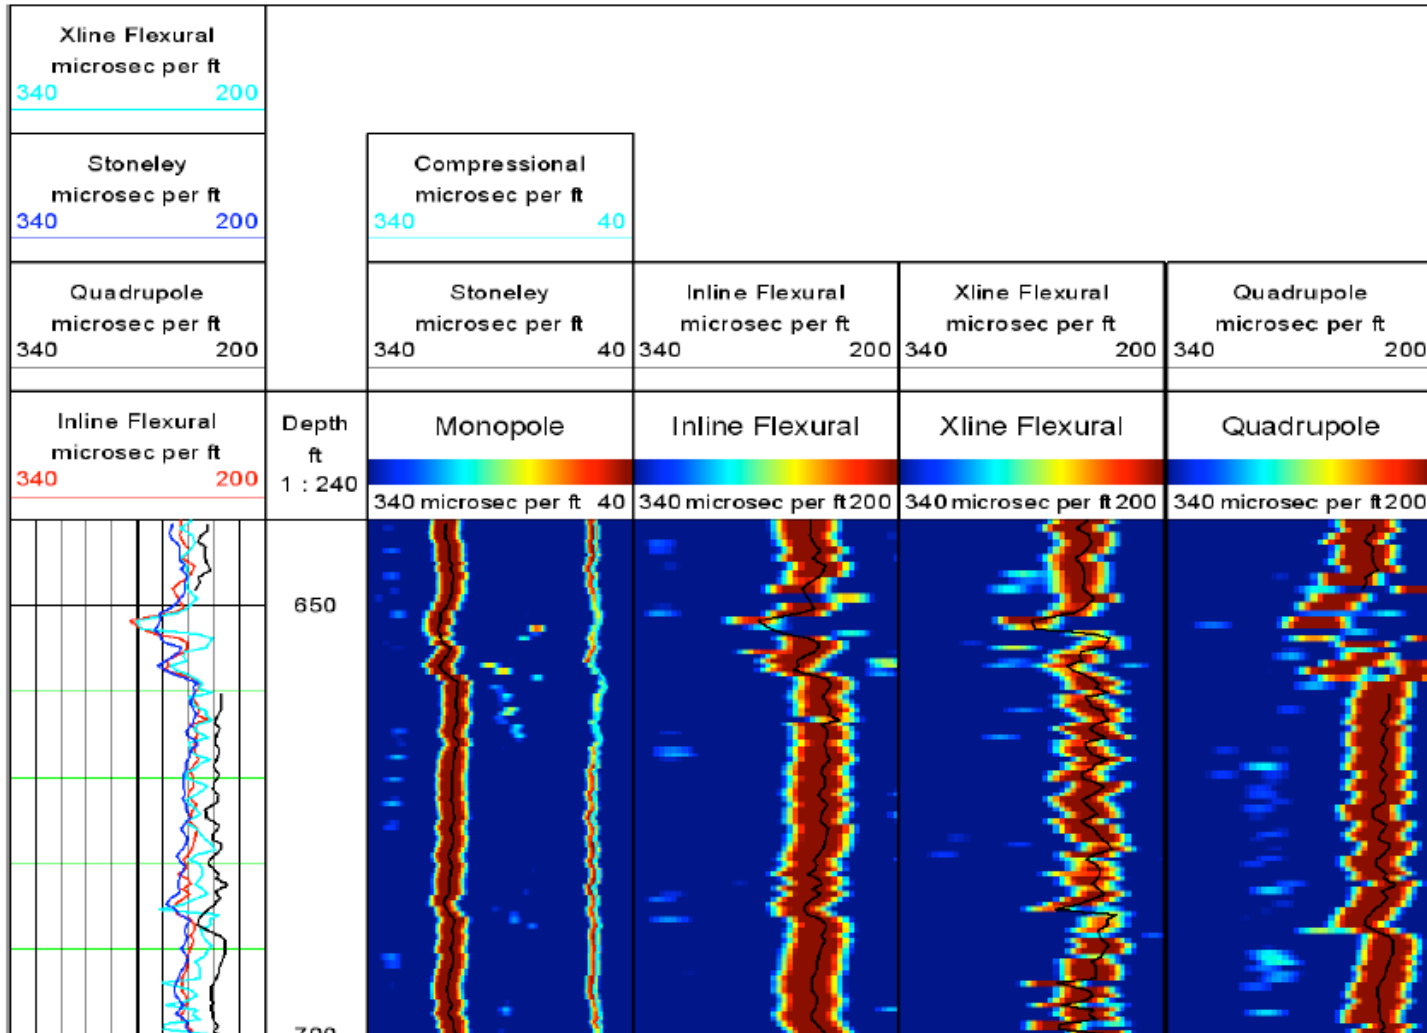 Xline Flexural
microsec per ft
340 200
Stoneley
microsec per ft
340 200
Quadrupole
microsec per ft
340 200
Inline Flexural
microsec per ft
340 200
Depth
ft
1 : 240
Compressional
microsec per ft
340 40
Stoneley
microsec per ft
340 40
Monopole
340 microsec per ft 40
Inline Flexural
microsec per ft
340 200
Inline Flexural
340 microsec per ft 200
Xline Flexural
microsec per ft
340 200
Xline Flexural
340 microsec per ft 200
Quadrupole
microsec per ft
340 200
Quadrupole
340 microsec per ft 200
650